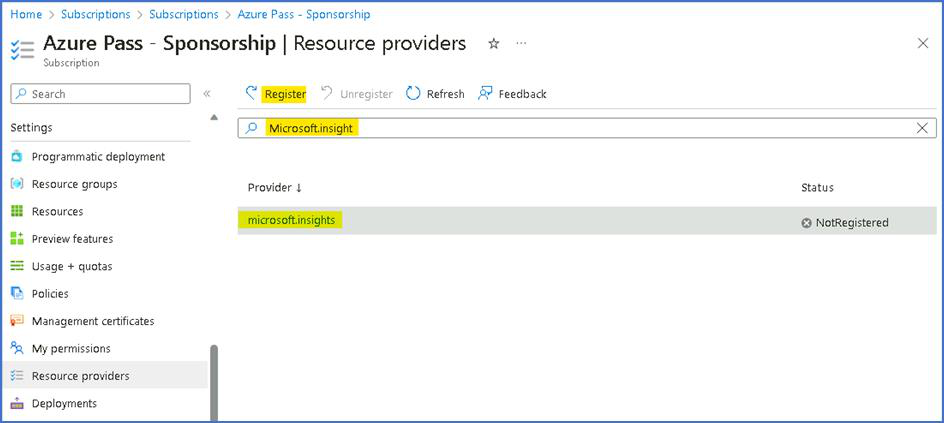 Home > Subscriptions > Subscriptions > Azure Pass - Sponsorship
Azure Pass - Sponsorship | Resource providers
Subscription
Search
Register Unregister Refresh Feedback
Microsoft.insight
Settings
Programmatic deployment
Resource groups
Resources
Preview features
Usage + quotas
Policies
Management certificates
My permissions
Resource providers
Deployments
Provider ↓ Status
microsoft.insights NotRegistered